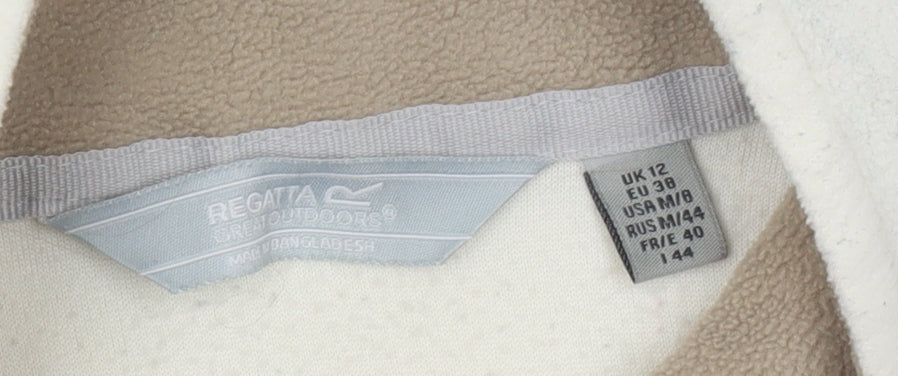 REGATTA
GREAT OUTDOORS®
MADE IN BANGLADESH
UK 12
EU 38
USA M/8
RUS M/44
FR/E 40
I 44